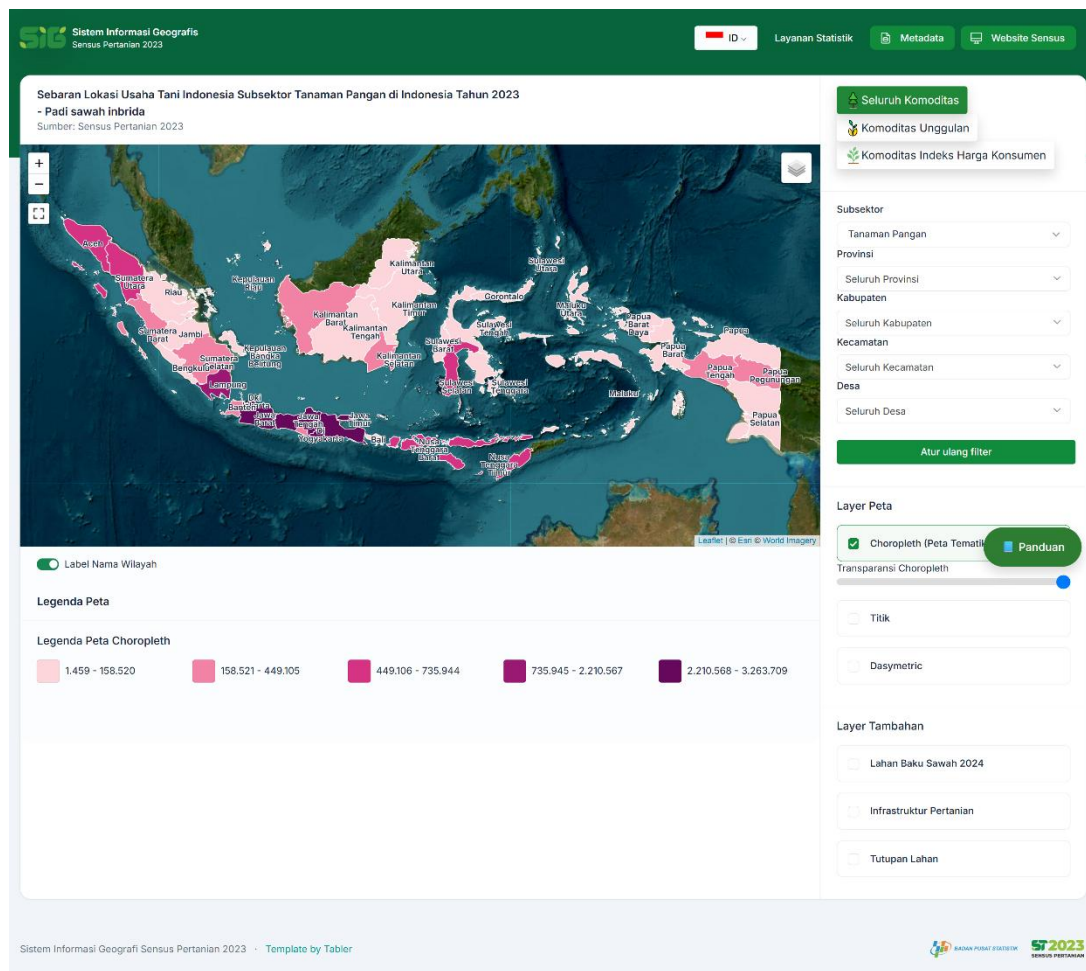 SIG
Sistem Informasi Geografis
Sensus Pertanian 2023
ID
Layanan Statistik
Metadata
Website Sensus
Sebaran Lokasi Usaha Tani Indonesia Subsektor Tanaman Pangan di Indonesia Tahun 2023
- Padi sawah inbrida
Sumber: Sensus Pertanian 2023
+
−
Aceh
Sumatera
Utara
Riau
Kepulauan
Riau
Sumatera
Barat
Jambi
Sumatera
Selatan
Bengkulu
Kepulauan
Bangka
Belitung
Lampung
DKI
Jakarta
Banten
Jawa
Barat
Jawa
Tengah
DI
Yogyakarta
Jawa
Timur
Bali
Nusa
Tenggara
Barat
Nusa
Tenggara
Timur
Kalimantan
Utara
Kalimantan
Barat
Kalimantan
Timur
Kalimantan
Tengah
Kalimantan
Selatan
Sulawesi
Utara
Gorontalo
Sulawesi
Tengah
Sulawesi
Barat
Sulawesi
Selatan
Sulawesi
Tenggara
Maluku
Utara
Maluku
Papua
Barat
Daya
Papua
Barat
Papua
Papua
Tengah
Papua
Pegunungan
Papua
Selatan
Leaflet | © Esri © World Imagery
Label Nama Wilayah
Legenda Peta
Legenda Peta Choropleth
1.459 - 158.520
158.521 - 449.105
449.106 - 735.944
735.945 - 2.210.567
2.210.568 - 3.263.709
Seluruh Komoditas
Komoditas Unggulan
Komoditas Indeks Harga Konsumen
Subsektor
Tanaman Pangan
Provinsi
Seluruh Provinsi
Kabupaten
Seluruh Kabupaten
Kecamatan
Seluruh Kecamatan
Desa
Seluruh Desa
Atur ulang filter
Layer Peta
Choropleth (Peta Tematik
Panduan
Transparansi Choropleth
Titik
Dasymetric
Layer Tambahan
Lahan Baku Sawah 2024
Infrastruktur Pertanian
Tutupan Lahan
Sistem Informasi Geografi Sensus Pertanian 2023 · Template by Tabler
BADAN PUSAT STATISTIK
ST2023
SENSUS PERTANIAN